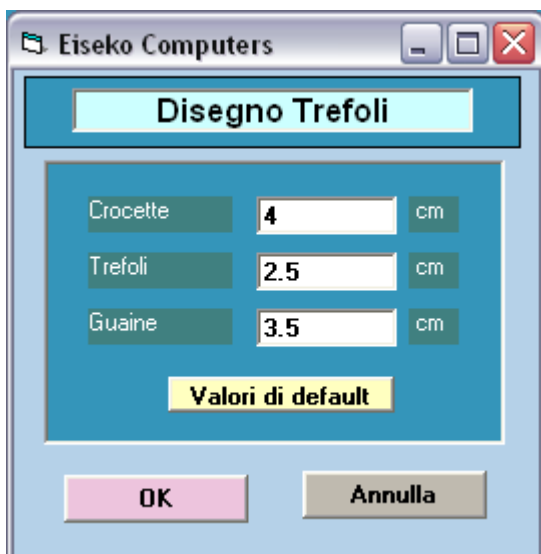 Eiseko Computers
Disegno Trefoli
Crocette 4 cm
Trefoli 2.5 cm
Guaine 3.5 cm
Valori di default
OK Annulla